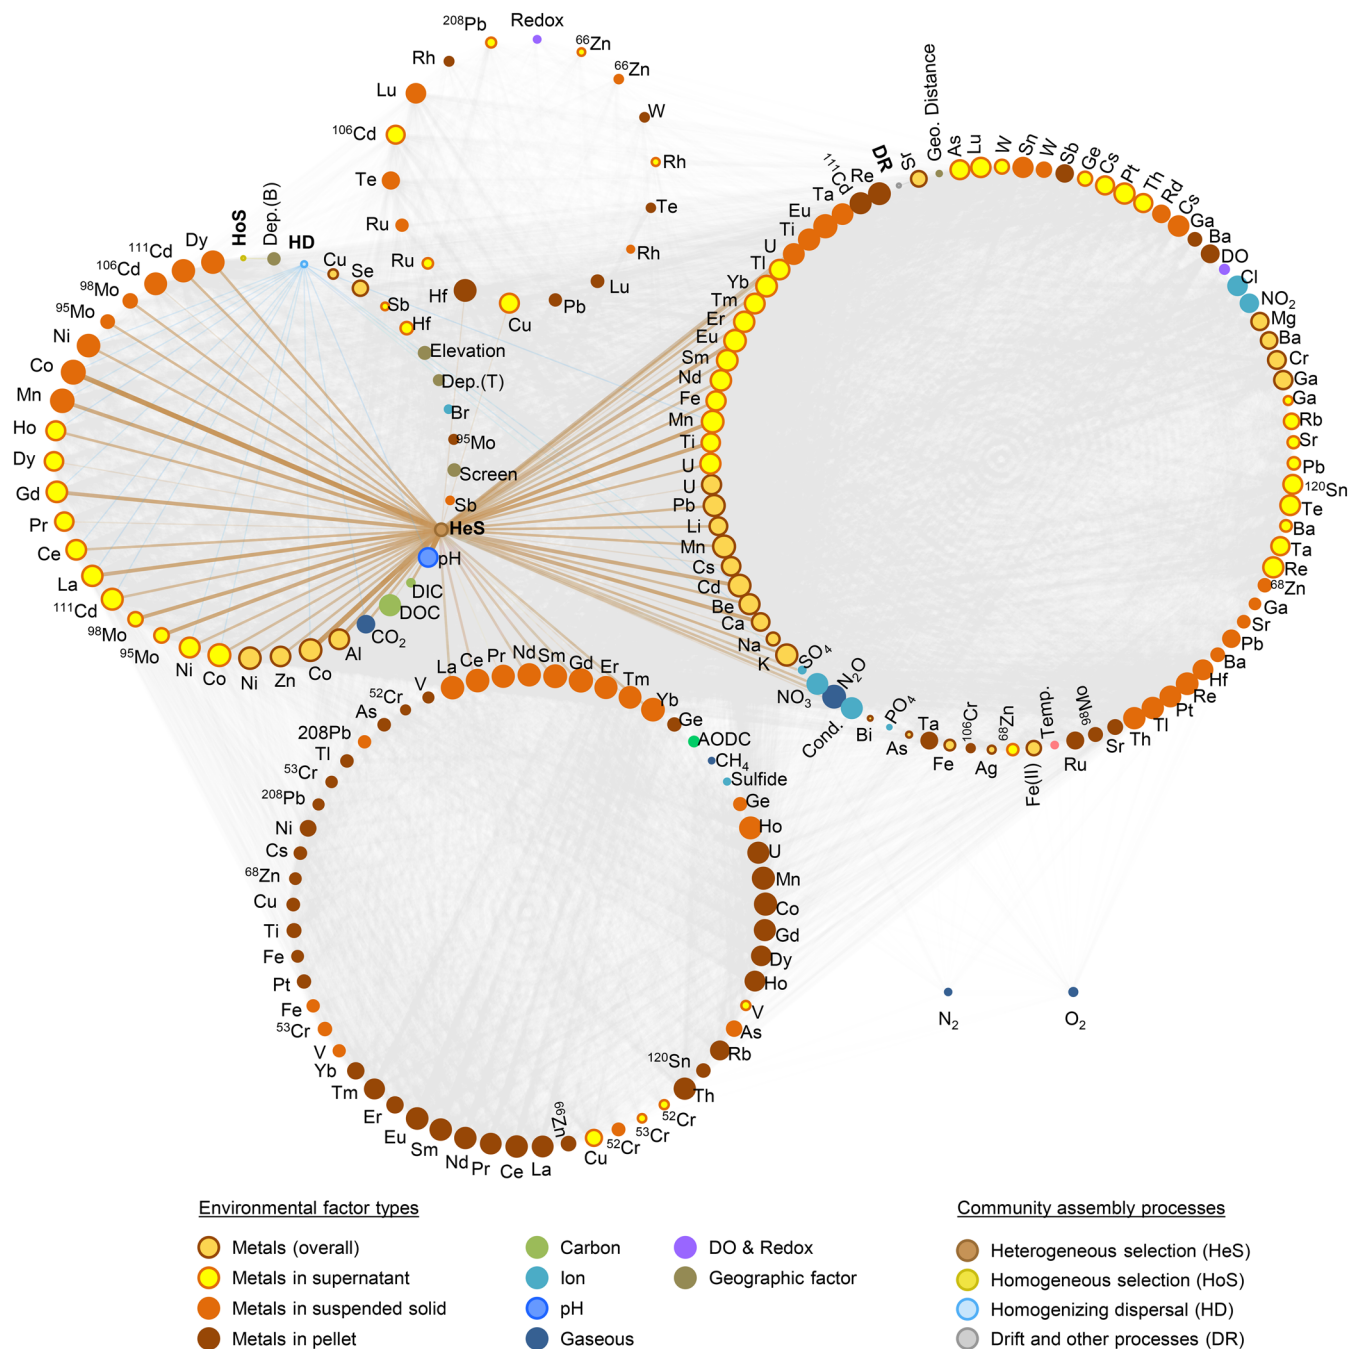 ²⁰⁸Pb
Redox
⁶⁶Zn
⁶⁶Zn
Rh
Lu
W
¹⁰⁶Cd
Rh
Te
Te
Ru
Rh
Ru
Lu
Hf
Pb
Cu
HoS
Dep.(B)
HD
Dy
¹¹¹Cd
¹⁰⁶Cd
⁹⁸Mo
⁹⁵Mo
Ni
Co
Mn
Ho
Dy
Gd
Pr
Ce
La
¹¹¹Cd
⁹⁸Mo
⁹⁵Mo
Ni
Co
Ni
Zn
Co
Al
CO₂
DOC
DIC
pH
HeS
Sb
Screen
⁹⁵Mo
Br
Dep.(T)
Elevation
Hf
Sb
Se
Cu
DR
Sr
Geo. Distance
As
Lu
W
Sn
W
Sb
Ge
Cs
Pt
Th
Rd
Cs
Ga
Ba
DO
Cl
NO₂
Mg
Ba
Cr
Ga
Ga
Rb
Sr
Pb
¹²⁰Sn
Te
Ba
Ta
Re
⁶⁸Zn
Ga
Sr
Pb
Ba
Hf
Re
Pt
Tl
Th
Sr
⁹⁸Mo
Ru
Temp.
Fe(II)
⁶⁸Zn
Ag
¹⁰⁶Cr
Fe
Ta
As
PO₄
Bi
Cond.
N₂O
NO₃
SO₄
K
Na
Ca
Be
Cd
Cs
Mn
Li
Pb
U
U
Ti
Mn
Fe
Nd
Sm
Eu
Er
Tm
Yb
Tl
U
Ti
Eu
Ta
¹¹¹Cd
Re
La
Ce
Pr
Nd
Sm
Gd
Er
Tm
Yb
Ge
AODC
CH₄
Sulfide
Ge
Ho
U
Mn
Co
Gd
Dy
Ho
V
As
Rb
¹²⁰Sn
Th
⁵²Cr
⁵³Cr
⁵²Cr
Cu
⁶⁶Zn
La
Ce
Pr
Nd
Sm
Eu
Er
Tm
Yb
V
⁵³Cr
Fe
Pt
Fe
Ti
Cu
⁶⁸Zn
Cs
Ni
²⁰⁸Pb
⁵³Cr
Tl
208Pb
As
⁵²Cr
V
N₂
O₂
Environmental factor types
Metals (overall)
Metals in supernatant
Metals in suspended solid
Metals in pellet
Carbon
Ion
pH
Gaseous
DO & Redox
Geographic factor
Community assembly processes
Heterogeneous selection (HeS)
Homogeneous selection (HoS)
Homogenizing dispersal (HD)
Drift and other processes (DR)